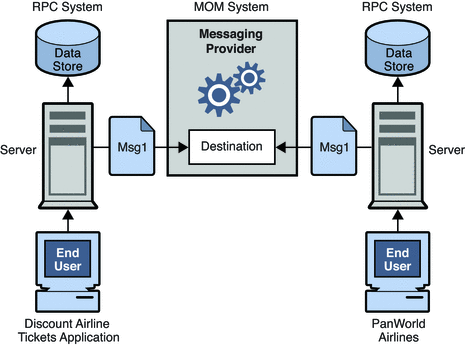 RPC System
MOM System
RPC System
Data
Store
Messaging
Provider
Data
Store
Server
Msg1
Destination
Msg1
Server
End
User
End
User
Discount Airline
Tickets Application
PanWorld
Airlines